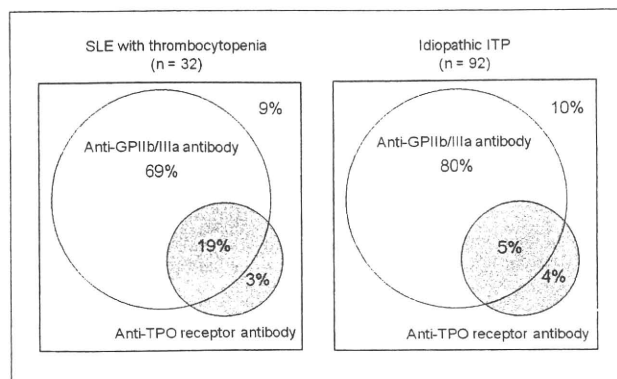 SLE with thrombocytopenia
(n = 32)
9%
Anti-GPIIb/IIIa antibody
69%
19%
3%
Anti-TPO receptor antibody
Idiopathic ITP
(n = 92)
10%
Anti-GPIIb/IIIa antibody
80%
5%
4%
Anti-TPO receptor antibody